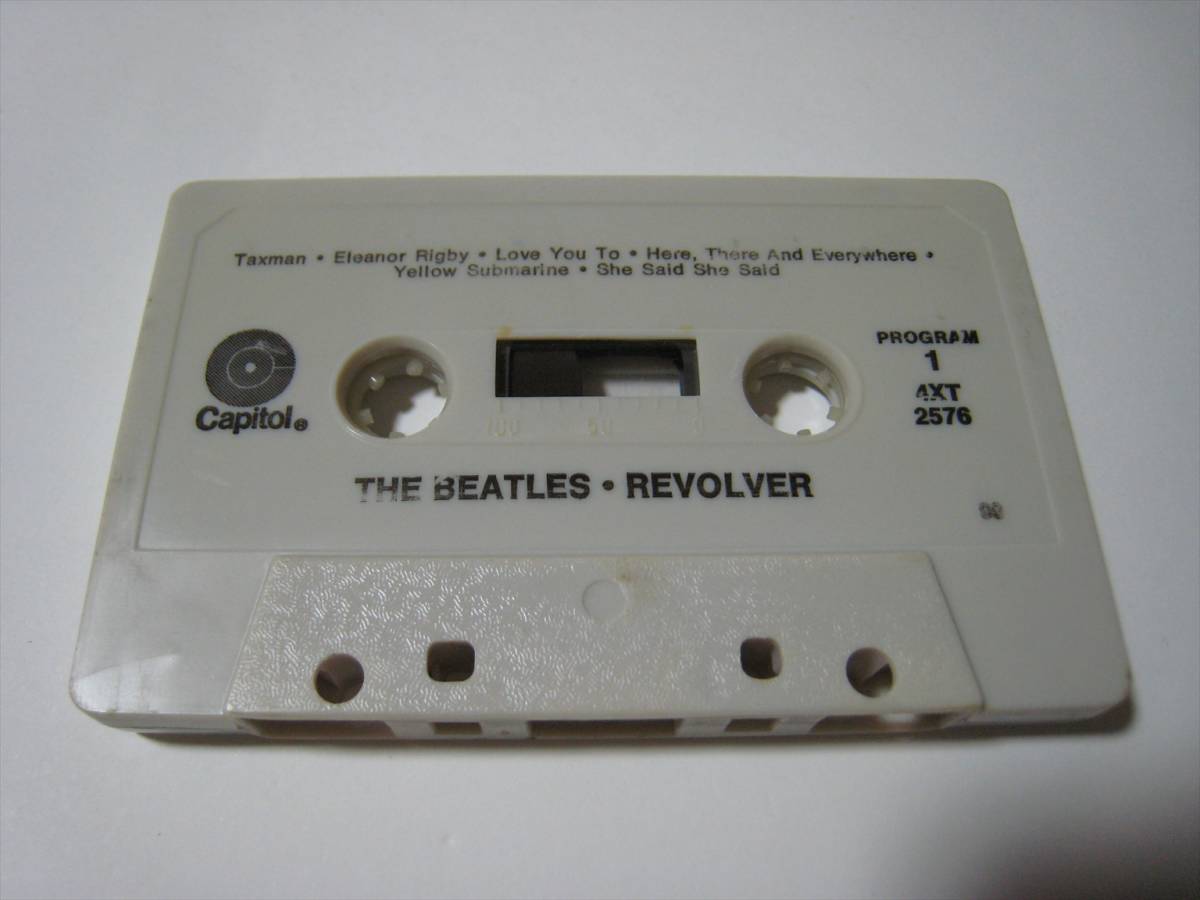 Taxman • Eleanor Rigby • Love You To • Here, There And Everywhere •
Yellow Submarine • She Said She Said
Capitol®
100 50 0
PROGRAM
1
4XT
2576
THE BEATLES • REVOLVER